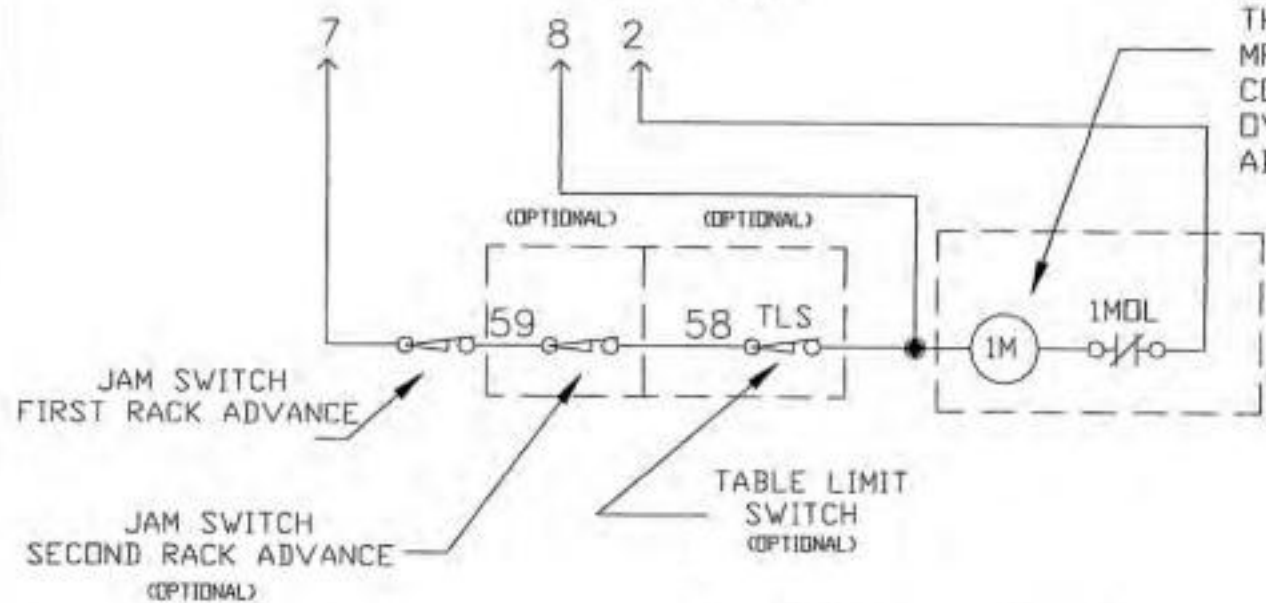 7
8 2
(OPTIONAL) (OPTIONAL)
59
58 TLS
1M
1MOL
JAM SWITCH
FIRST RACK ADVANCE
JAM SWITCH
SECOND RACK ADVANCE
(OPTIONAL)
TABLE LIMIT
SWITCH
(OPTIONAL)